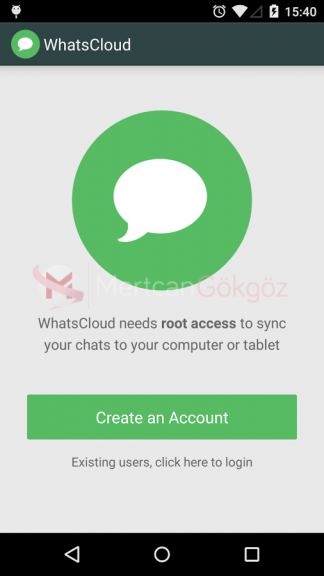 15:40
WhatsCloud
M MertcanGökgöz
WhatsCloud needs root access to sync
your chats to your computer or tablet
Create an Account
Existing users, click here to login